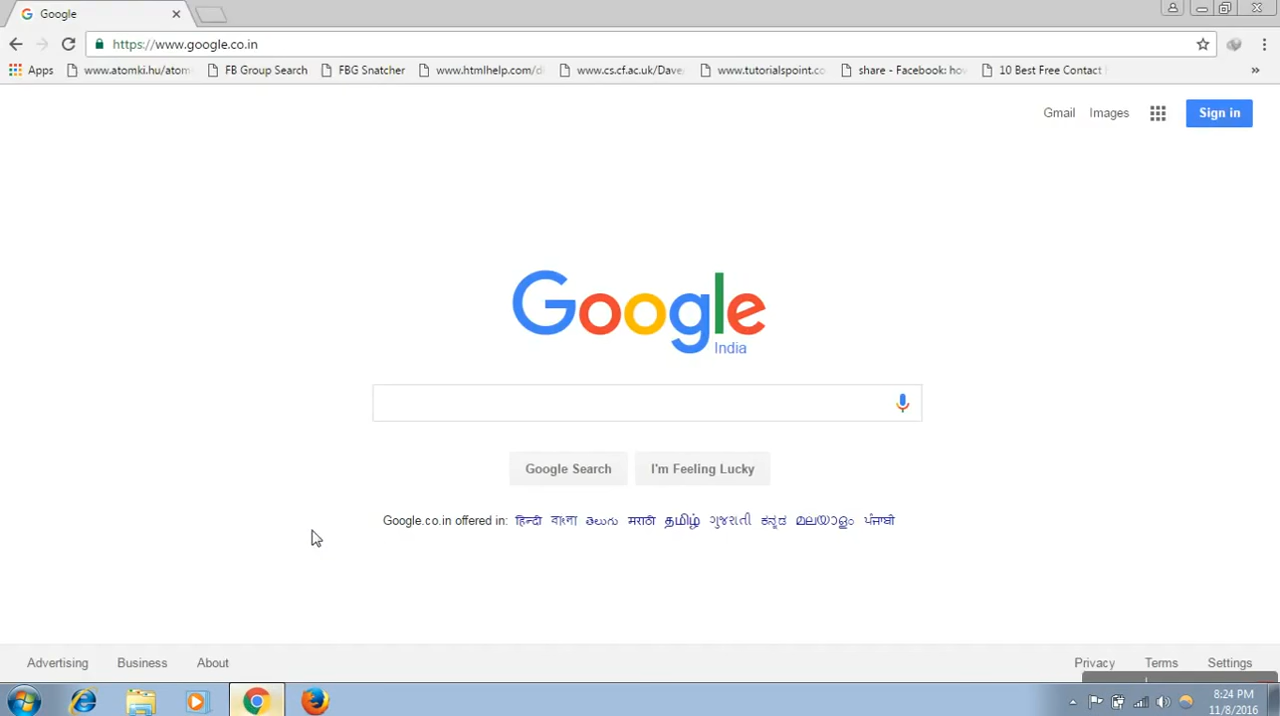 Google
https://www.google.co.in
Apps www.atomki.hu/atom FB Group Search FBG Snatcher www.htmlhelp.com/d www.cs.cf.ac.uk/Dave www.tutorialspoint.co share - Facebook: how 10 Best Free Contact
Gmail Images Sign in
Google
India
Google Search I'm Feeling Lucky
Google.co.in offered in: हिन्दी বাংলা తెలుగు मराठी தமிழ் ગુજરાતી ಕನ್ನಡ മലയാളം ਪੰਜਾਬੀ
Advertising Business About Privacy Terms Settings
8:24 PM
11/8/2016